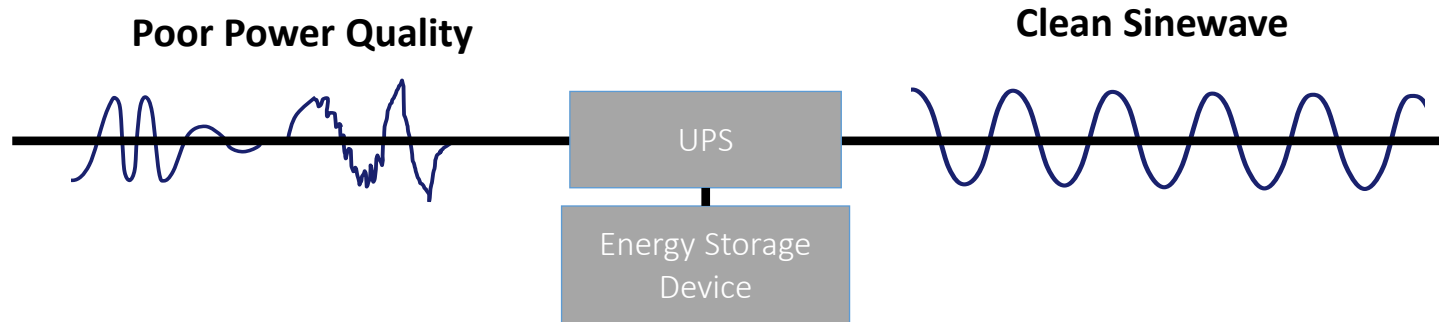 Poor Power Quality
Clean Sinewave
UPS
Energy Storage
Device